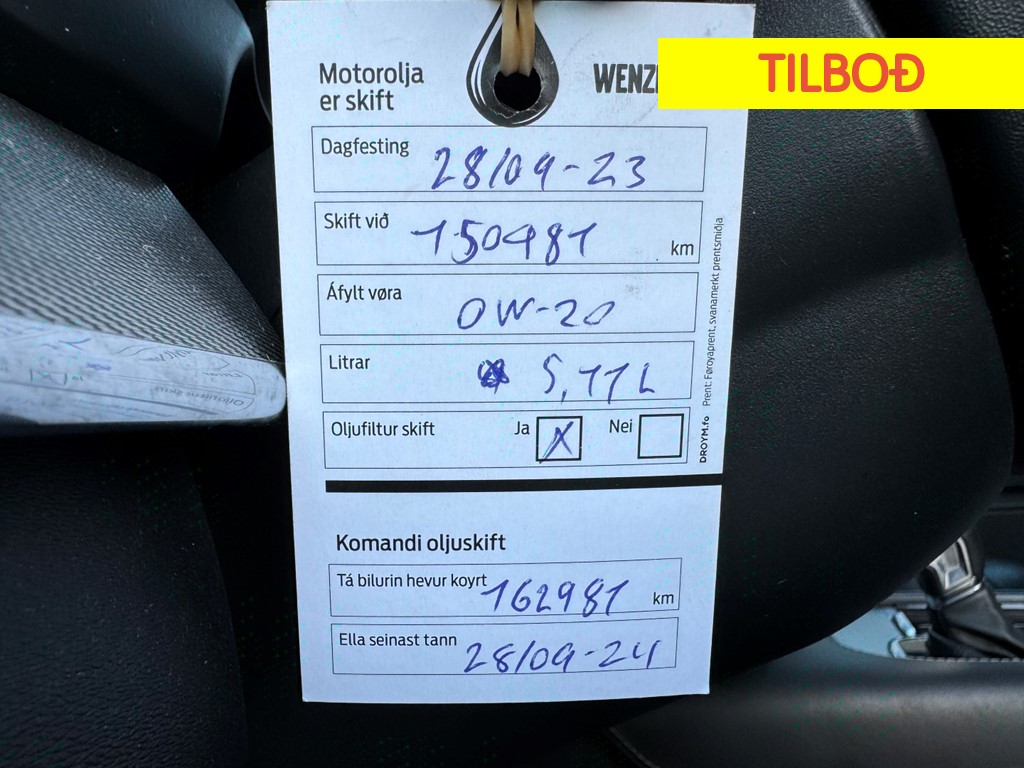 TILBOÐ
Motorolja
er skift
WENZ
Dagfesting 28/09-23
Skift við 150481 km
Áfylt vøra 0W-20
Litrar 5,11 L
Oljufiltur skift Ja X Nei
DROYM.fo Prent: Føroyaprent, svanamerkt prentsmiðja
Komandi oljuskift
Tá bilurin hevur koyrt 162981 km
Ella seinast tann 28/09-24